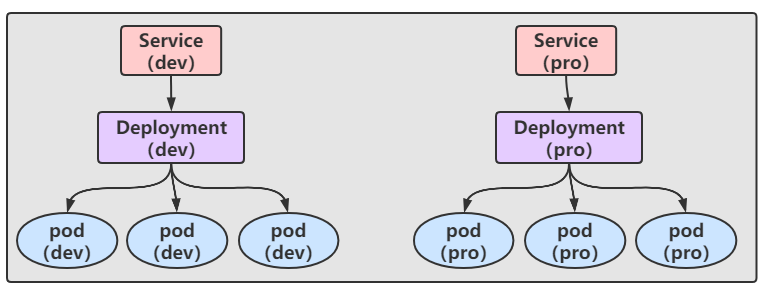 Service
（dev）
Service
（pro）
Deployment
（dev）
Deployment
（pro）
pod
（dev）
pod
（dev）
pod
（dev）
pod
（pro）
pod
（pro）
pod
（pro）